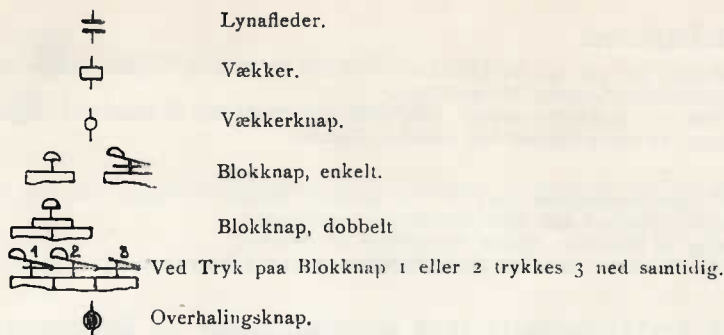 Lynafleder.
Vækker.
Vækkerknap.
Blokknap, enkelt.
Blokknap, dobbelt
1 2 3 Ved Tryk paa Blokknap 1 eller 2 trykkes 3 ned samtidig.
Overhalingsknap.